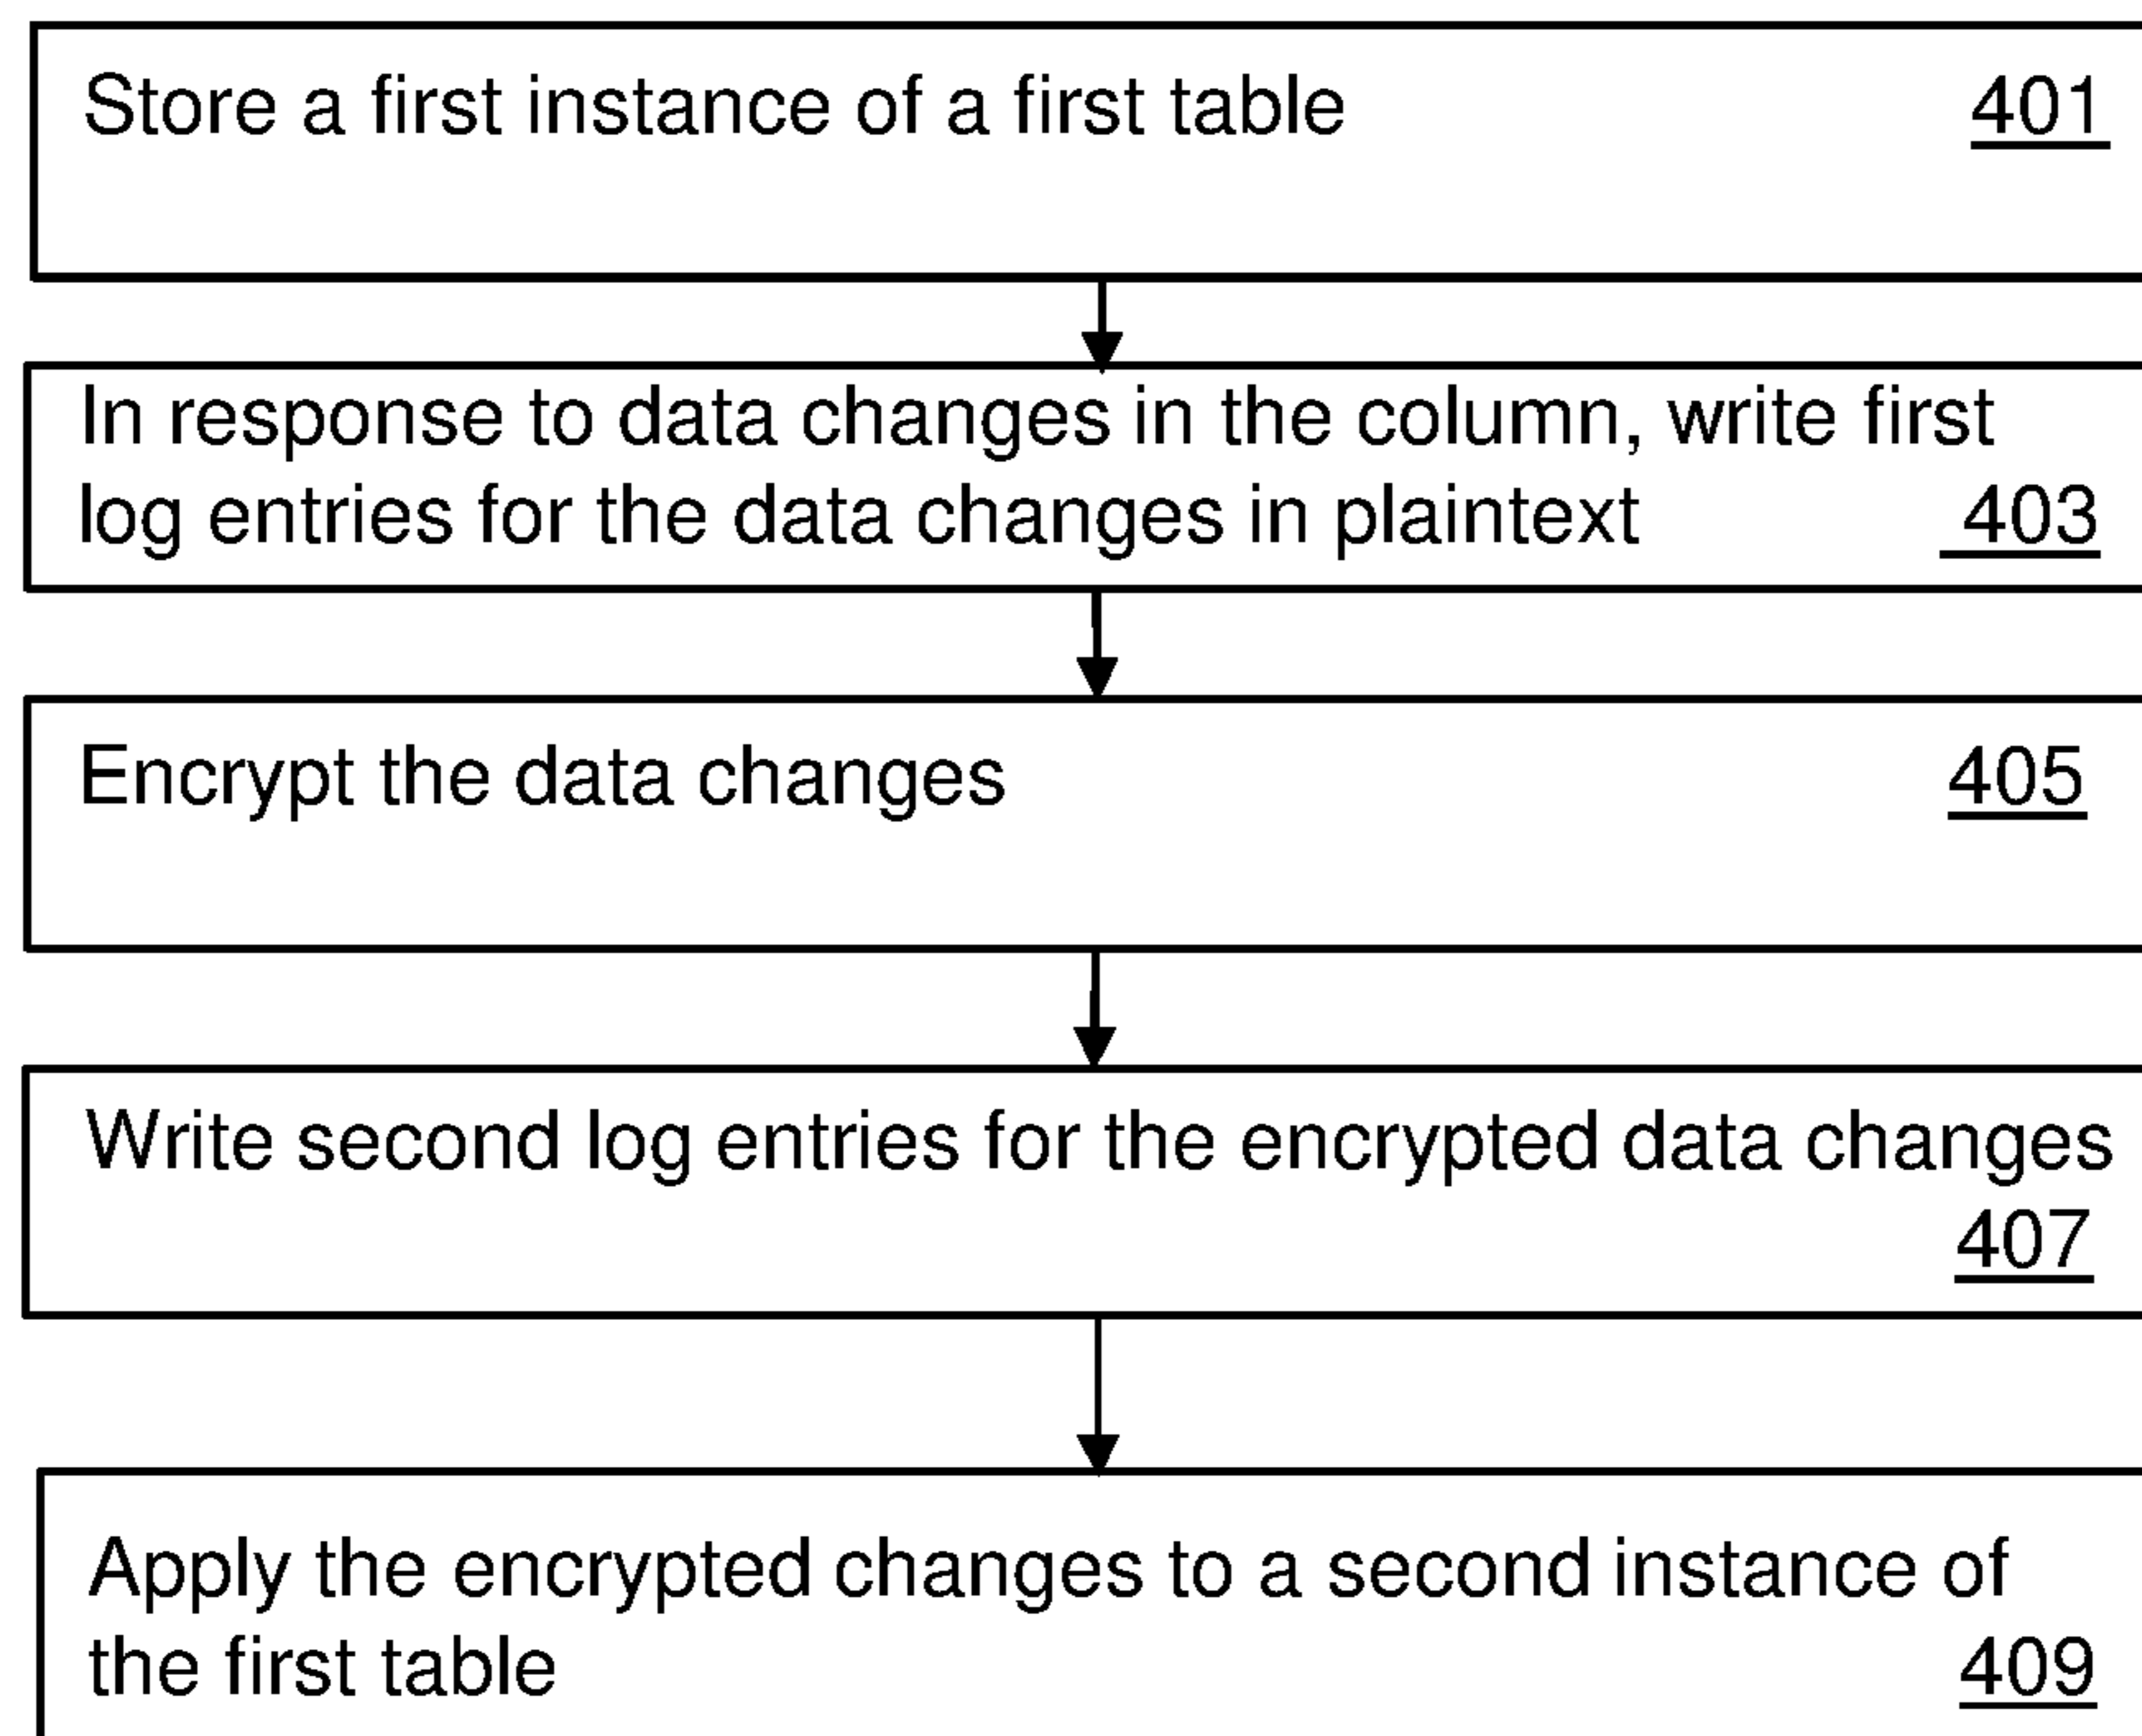 Store a first instance of a first table 401
In response to data changes in the column, write first
log entries for the data changes in plaintext 403
Encrypt the data changes 405
Write second log entries for the encrypted data changes
407
Apply the encrypted changes to a second instance of
the first table 409